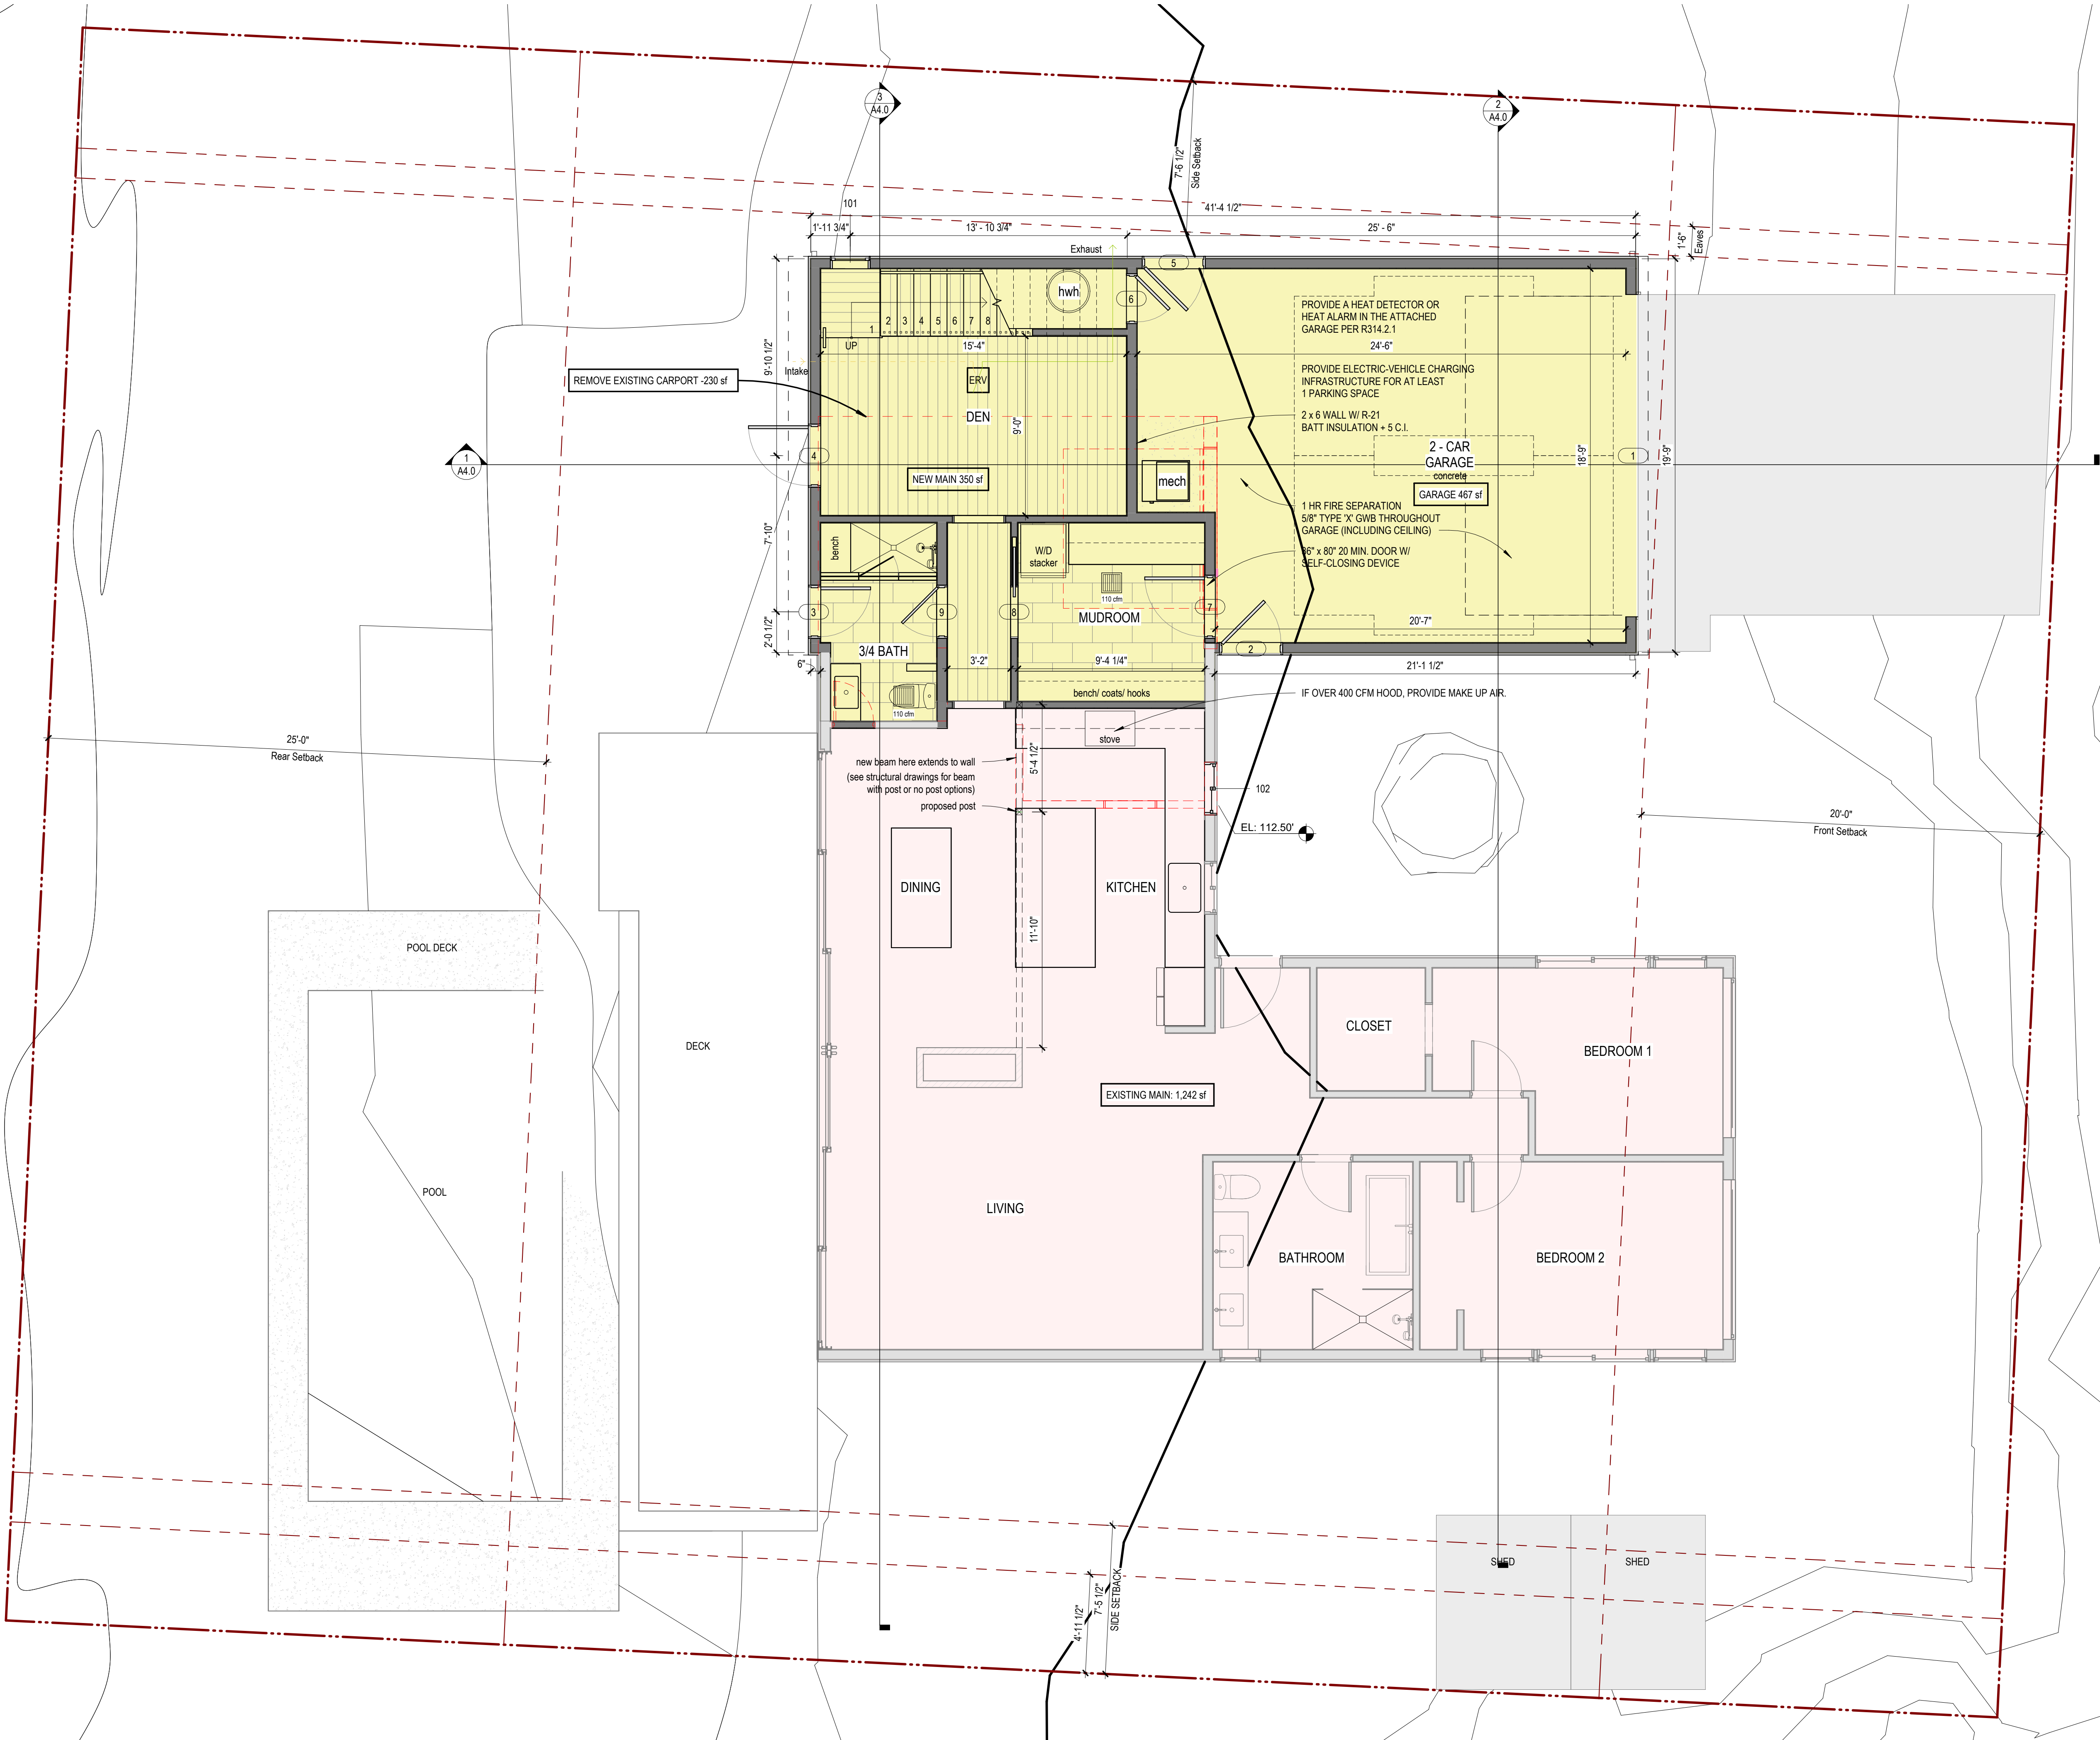 3
A4.0
2
A4.0
7'-6 1/2"
Side Setback
101
41'-4 1/2"
1'-11 3/4"
13' - 10 3/4"
25' - 6"
1'-6"
Eaves
Exhaust
5
hwh
6
2 3 4 5 6 7 8
1
UP
15'-4"
24'-6"
PROVIDE A HEAT DETECTOR OR
HEAT ALARM IN THE ATTACHED
GARAGE PER R314.2.1
9'-10 1/2"
Intake
REMOVE EXISTING CARPORT -230 sf
ERV
DEN
9'-0"
PROVIDE ELECTRIC-VEHICLE CHARGING
INFRASTRUCTURE FOR AT LEAST
1 PARKING SPACE
2 x 6 WALL W/ R-21
BATT INSULATION + 5 C.I.
1
A4.0
4
2 - CAR
GARAGE
concrete
18'-9"
1
19'-9"
NEW MAIN 350 sf
mech
GARAGE 467 sf
1 HR FIRE SEPARATION
5/8" TYPE 'X' GWB THROUGHOUT
GARAGE (INCLUDING CEILING)
7'-10"
bench
W/D
stacker
36" x 80" 20 MIN. DOOR W/
SELF-CLOSING DEVICE
110 cfm
3
9
8
7
MUDROOM
20'-7"
2'-0 1/2"
3/4 BATH
2
6"
3'-2"
9'-4 1/4"
21'-1 1/2"
bench/ coats/ hooks
IF OVER 400 CFM HOOD, PROVIDE MAKE UP AIR.
110 cfm
stove
25'-0"
Rear Setback
5'-4 1/2"
new beam here extends to wall
(see structural drawings for beam
with post or no post options)
proposed post
102
EL: 112.50'
20'-0"
Front Setback
DINING
KITCHEN
11'-10"
POOL DECK
CLOSET
BEDROOM 1
DECK
EXISTING MAIN: 1,242 sf
POOL
LIVING
BATHROOM
BEDROOM 2
SHED
SHED
4'-11 1/2"
7'-5 1/2"
SIDE SETBACK